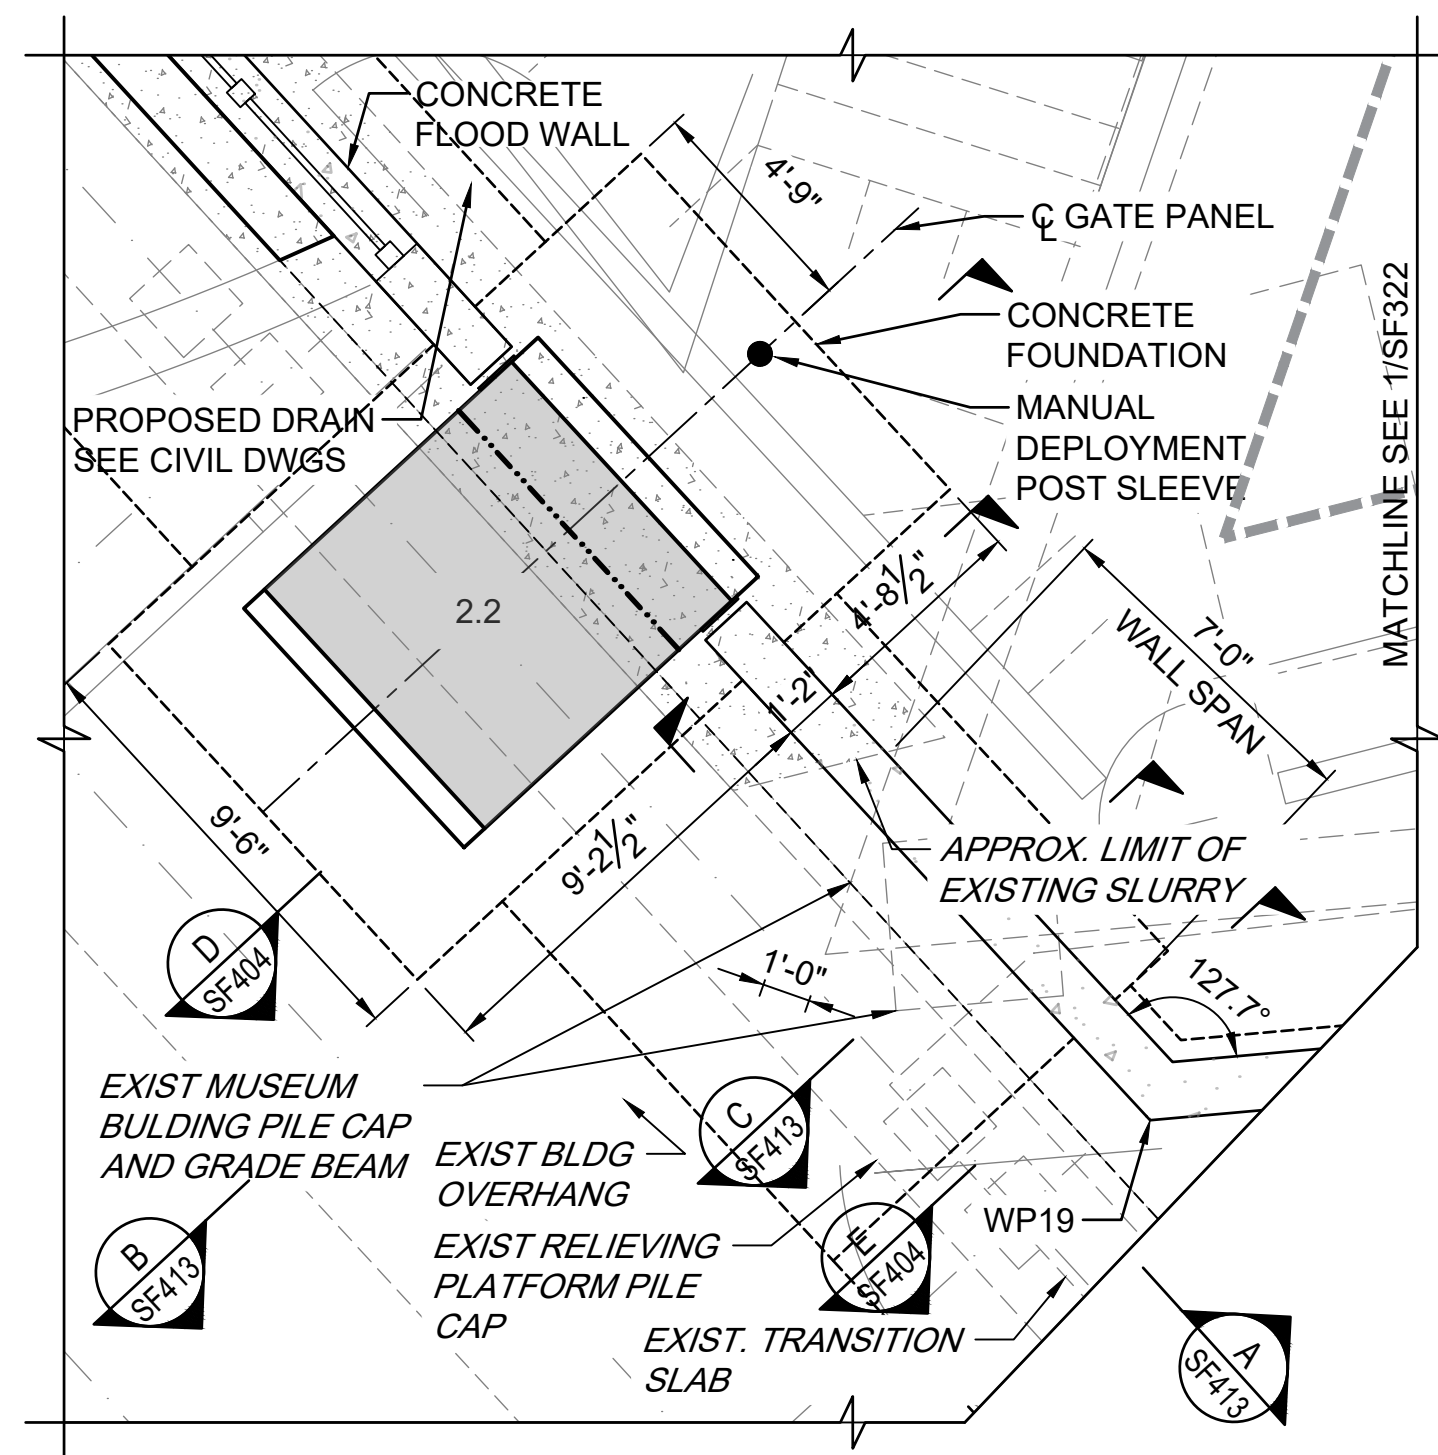 CONCRETE
FLOOD WALL
4'-9"
℄ GATE PANEL
CONCRETE
FOUNDATION
MANUAL
DEPLOYMENT
POST SLEEVE
MATCHLINE SEE 1/SF322
PROPOSED DRAIN
SEE CIVIL DWGS
2.2
4'-8½"
1'-2"
7'-0"
WALL SPAN
9'-6"
9'-2½"
APPROX. LIMIT OF
EXISTING SLURRY
D
SF404
1'-0"
127.7°
EXIST MUSEUM
BULDING PILE CAP
AND GRADE BEAM
C
SF413
EXIST BLDG
OVERHANG
EXIST RELIEVING
PLATFORM PILE
CAP
WP19
E
SF404
B
SF413
EXIST. TRANSITION
SLAB
A
SF413